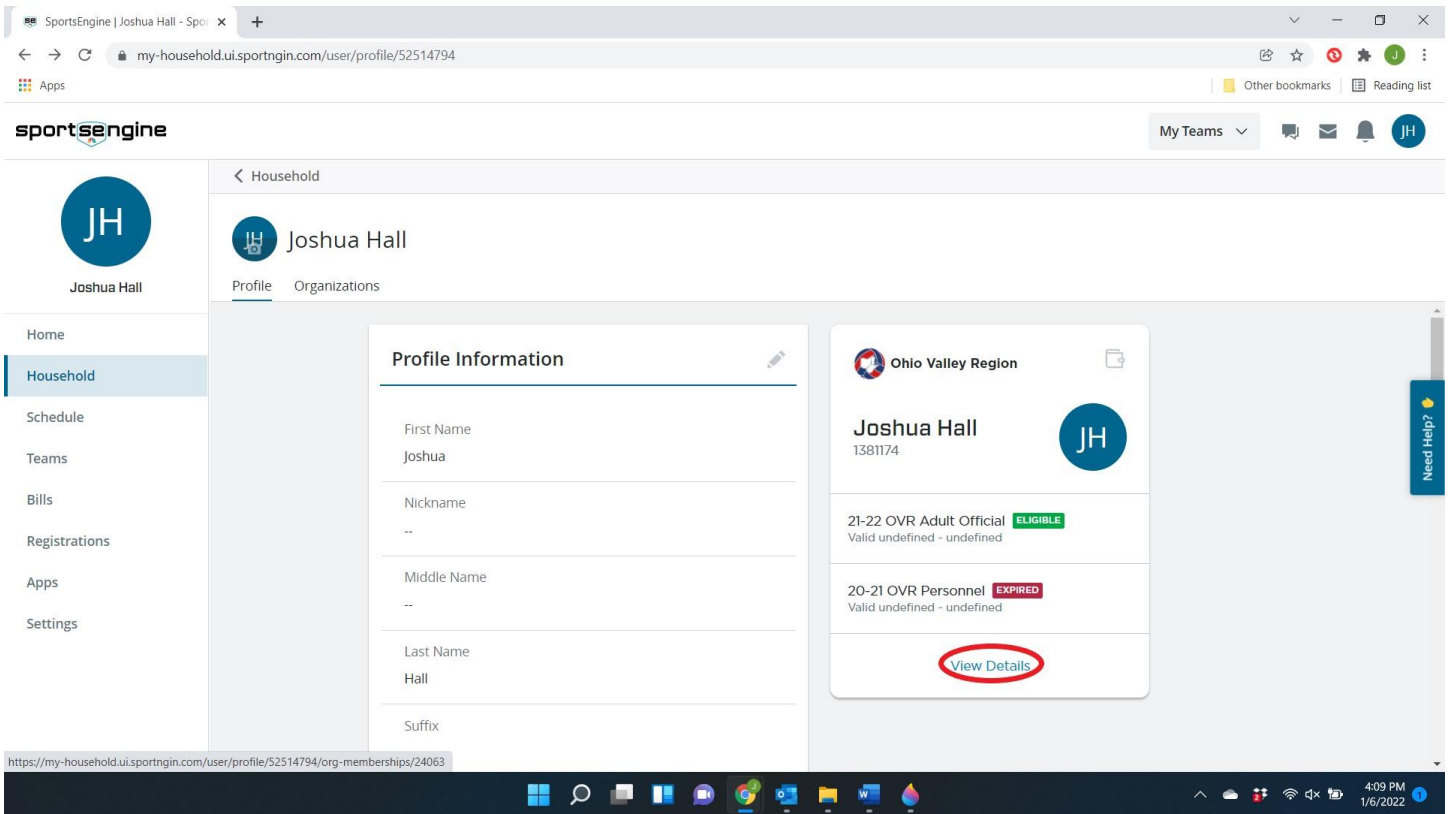 SportsEngine | Joshua Hall - Spor
my-household.ui.sportngin.com/user/profile/52514794
J
Apps
Other bookmarks
Reading list
sportsengine
My Teams
JH
JH
Joshua Hall
Home
Household
Schedule
Teams
Bills
Registrations
Apps
Settings
Household
JH
Joshua Hall
Profile Organizations
Profile Information
First Name
Joshua
Nickname
--
Middle Name
--
Last Name
Hall
Suffix
Ohio Valley Region
Joshua Hall
1381174
JH
21-22 OVR Adult Official ELIGIBLE
Valid undefined - undefined
20-21 OVR Personnel EXPIRED
Valid undefined - undefined
View Details
Need Help?
https://my-household.ui.sportngin.com/user/profile/52514794/org-memberships/24063
4:09 PM
1/6/2022
1